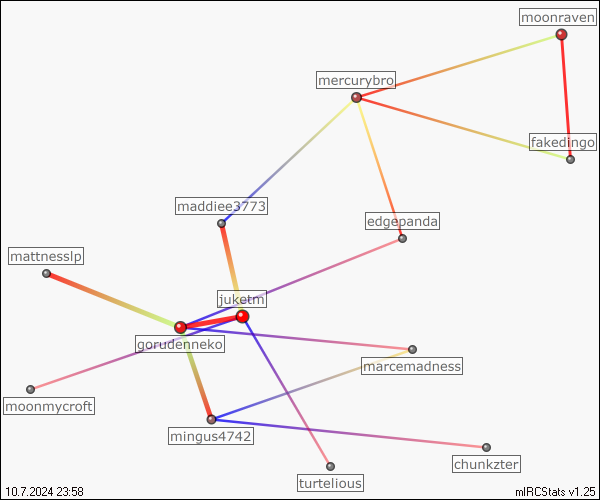 moonraven
mercurybro
fakedingo
maddiee3773
edgepanda
mattnesslp
juketm
gorudenneko
marcemadness
moonmycroft
mingus4742
chunkzter
turtelious
10.7.2024 23:58
mIRCStats v1.25